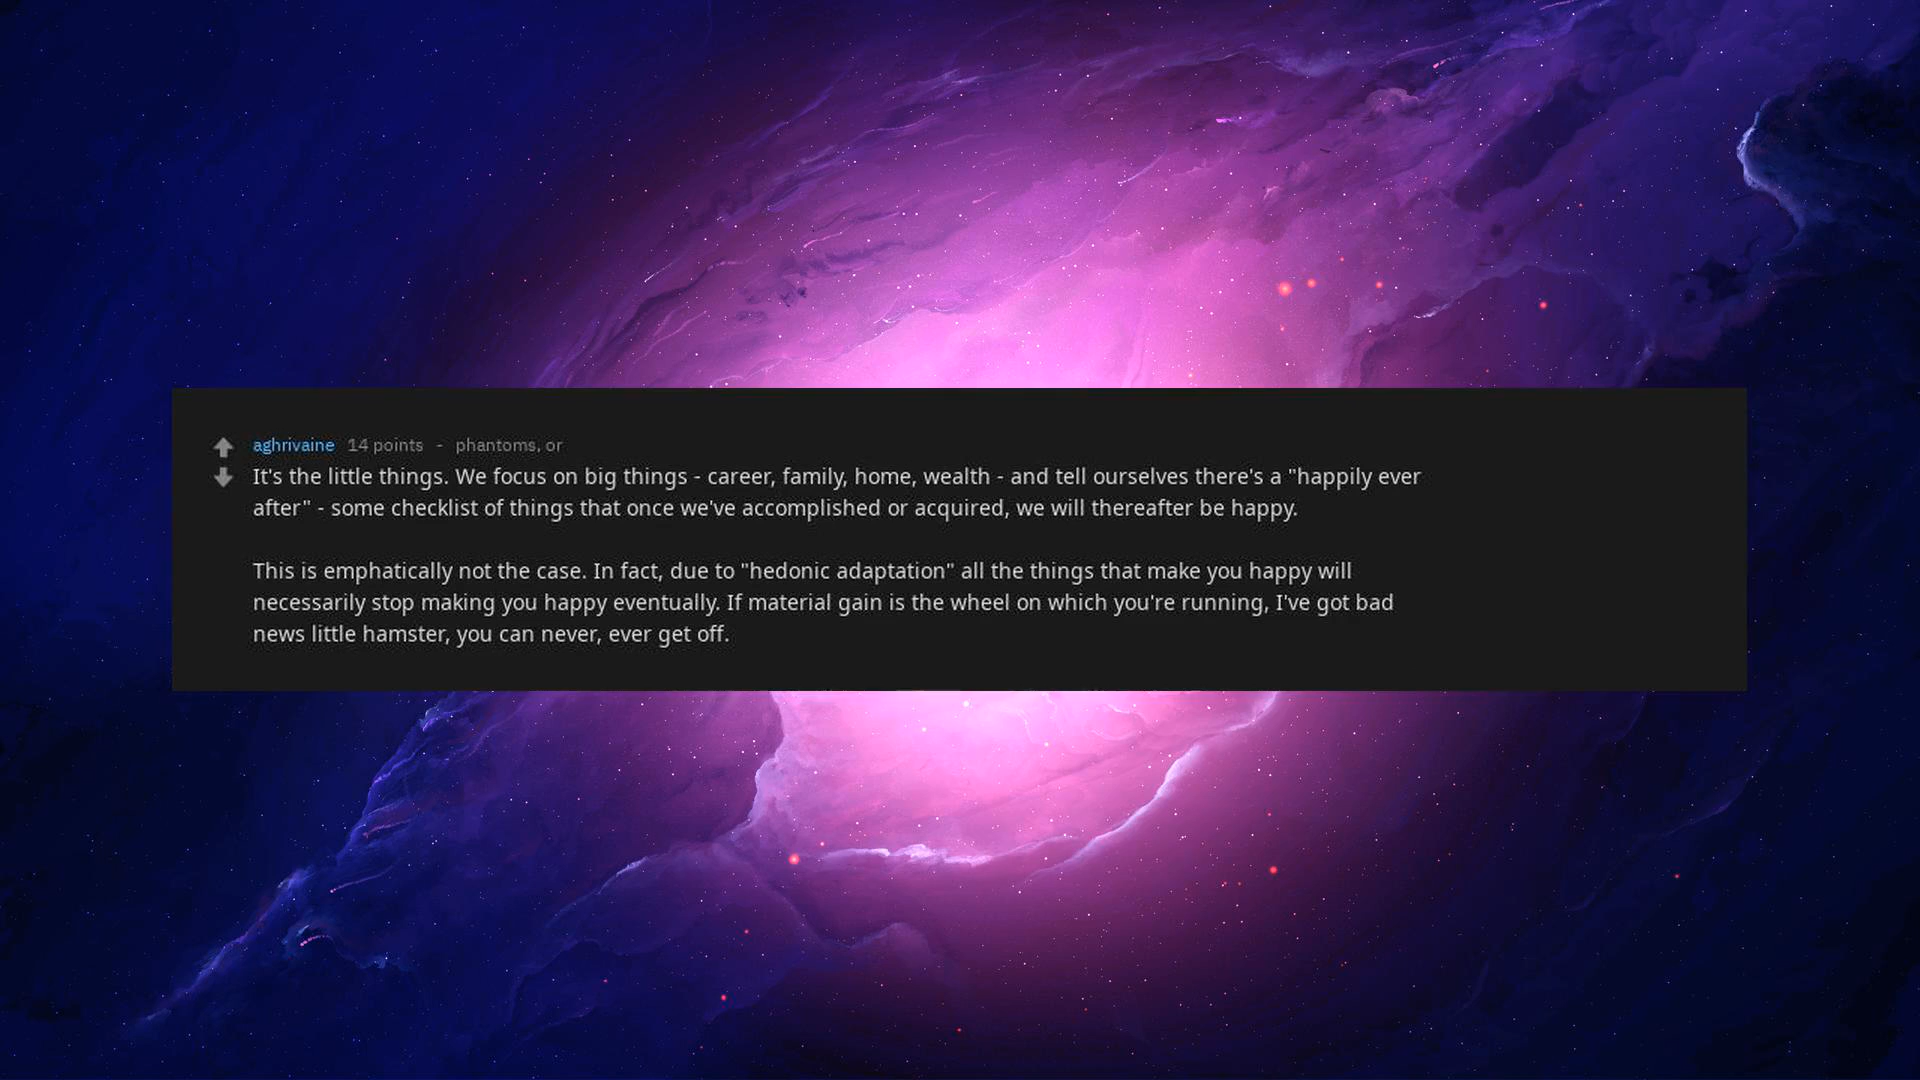 aghrivaine 14 points - phantoms, or
It's the little things. We focus on big things - career, family, home, wealth - and tell ourselves there's a "happily ever
after" - some checklist of things that once we've accomplished or acquired, we will thereafter be happy.
This is emphatically not the case. In fact, due to "hedonic adaptation" all the things that make you happy will
necessarily stop making you happy eventually. If material gain is the wheel on which you're running, I've got bad
news little hamster, you can never, ever get off.